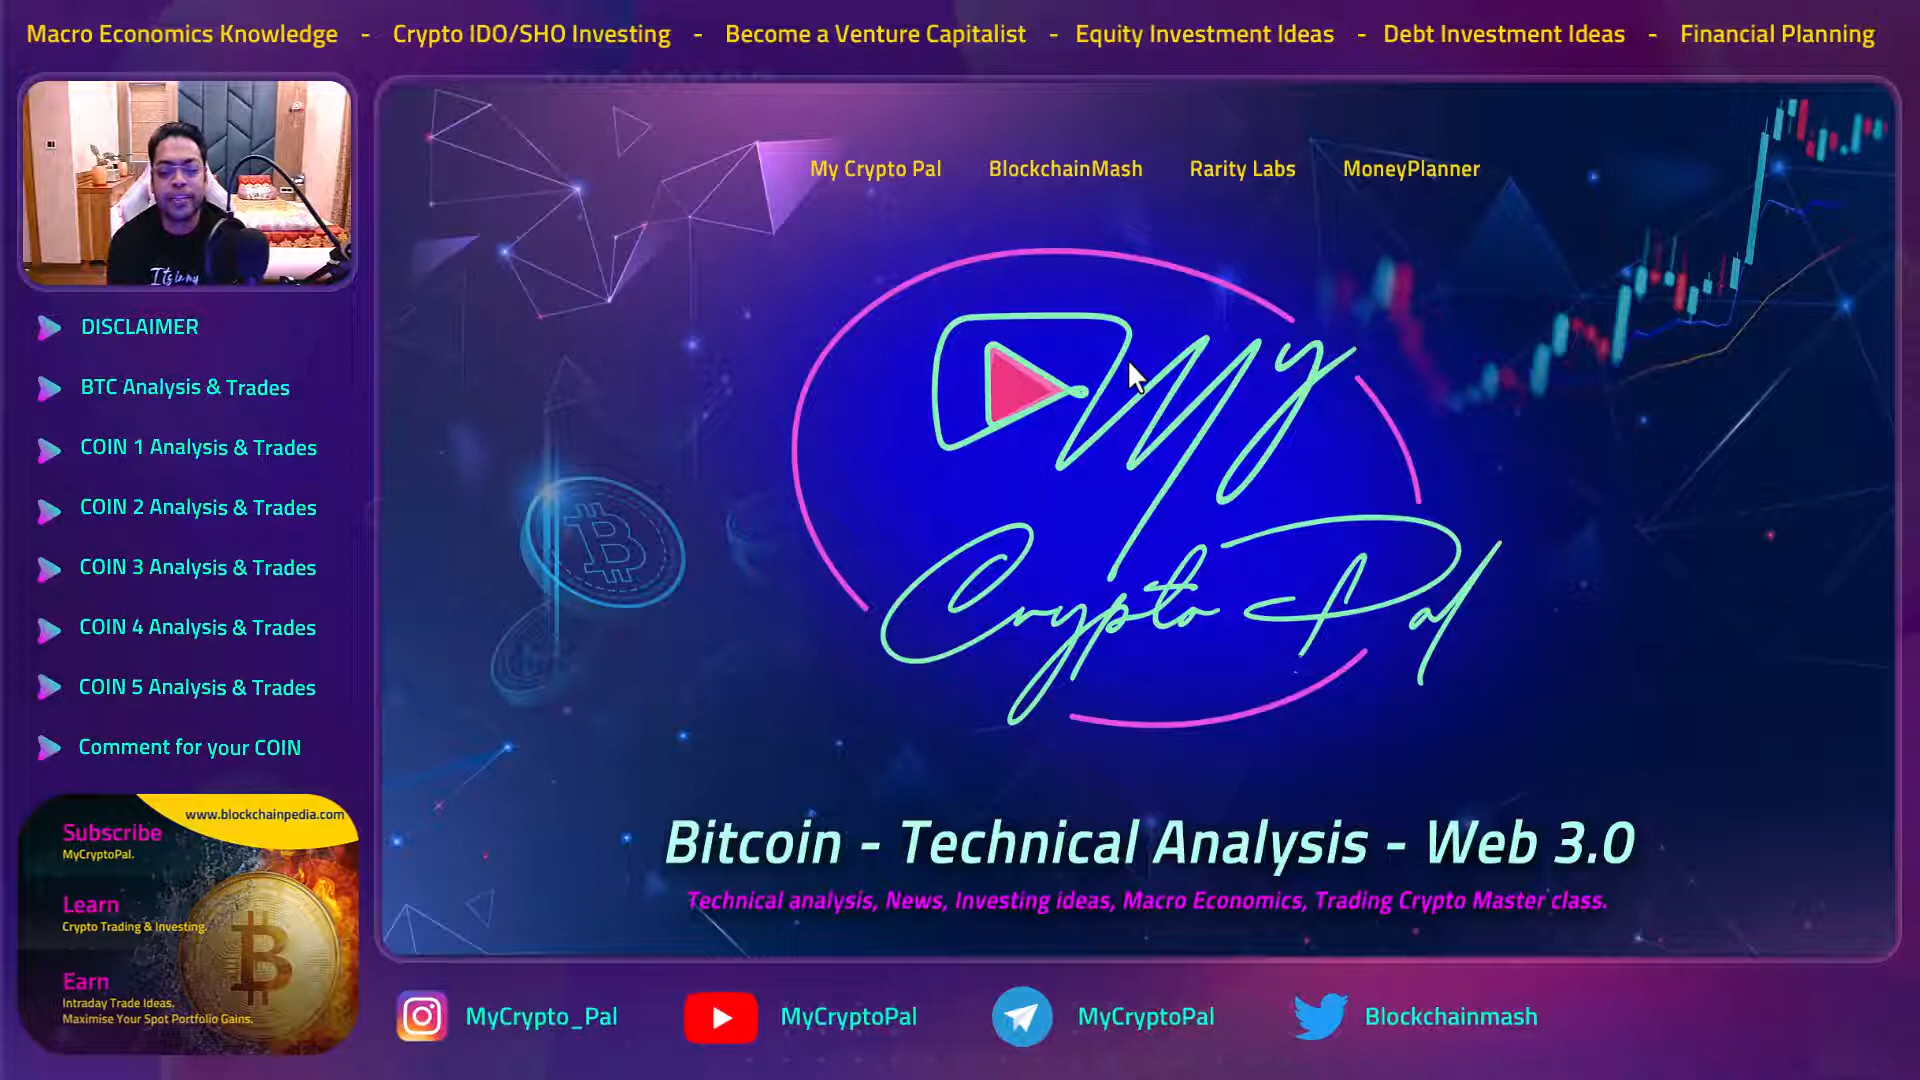 Macro Economics Knowledge - Crypto IDO/SHO Investing - Become a Venture Capitalist - Equity Investment Ideas - Debt Investment Ideas - Financial Planning
It's in my
DISCLAIMER
BTC Analysis & Trades
COIN 1 Analysis & Trades
COIN 2 Analysis & Trades
COIN 3 Analysis & Trades
COIN 4 Analysis & Trades
COIN 5 Analysis & Trades
Comment for your COIN
www.blockchainpedia.com
Subscribe
MyCryptoPal.
Learn
Crypto Trading & Investing.
Earn
Intraday Trade Ideas.
Maximise Your Spot Portfolio Gains.
My Crypto Pal BlockchainMash Rarity Labs MoneyPlanner
My
Crypto Pal
Bitcoin - Technical Analysis - Web 3.0
Technical analysis, News, Investing ideas, Macro Economics, Trading Crypto Master class.
MyCrypto_Pal MyCryptoPal MyCryptoPal Blockchainmash